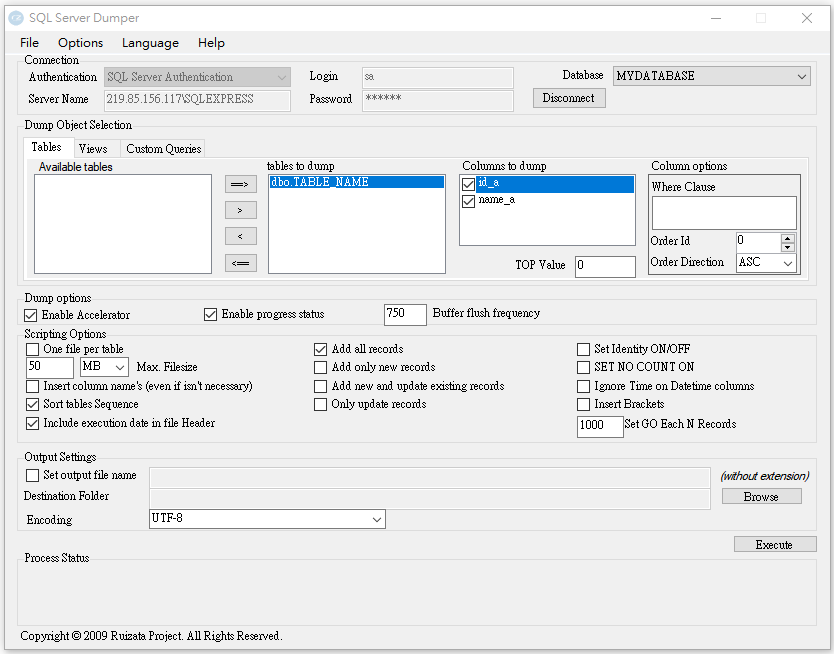 SQL Server Dumper
File Options Language Help
Connection
Authentication SQL Server Authentication Login sa Database MYDATABASE
Server Name 219.85.156.117\SQLEXPRESS Password ****** Disconnect
Dump Object Selection
Tables Views Custom Queries
Available tables tables to dump Columns to dump Column options
==> dbo.TABLE_NAME id_a Where Clause
name_a
>
< Order Id 0
<== TOP Value 0 Order Direction ASC
Dump options
Enable Accelerator Enable progress status 750 Buffer flush frequency
Scripting Options
One file per table Add all records Set Identity ON/OFF
50 MB Max. Filesize Add only new records SET NO COUNT ON
Insert column name's (even if isn't necessary) Add new and update existing records Ignore Time on Datetime columns
Sort tables Sequence Only update records Insert Brackets
Include execution date in file Header 1000 Set GO Each N Records
Output Settings
Set output file name (without extension)
Destination Folder Browse
Encoding UTF-8
Execute
Process Status
Copyright © 2009 Ruizata Project. All Rights Reserved.